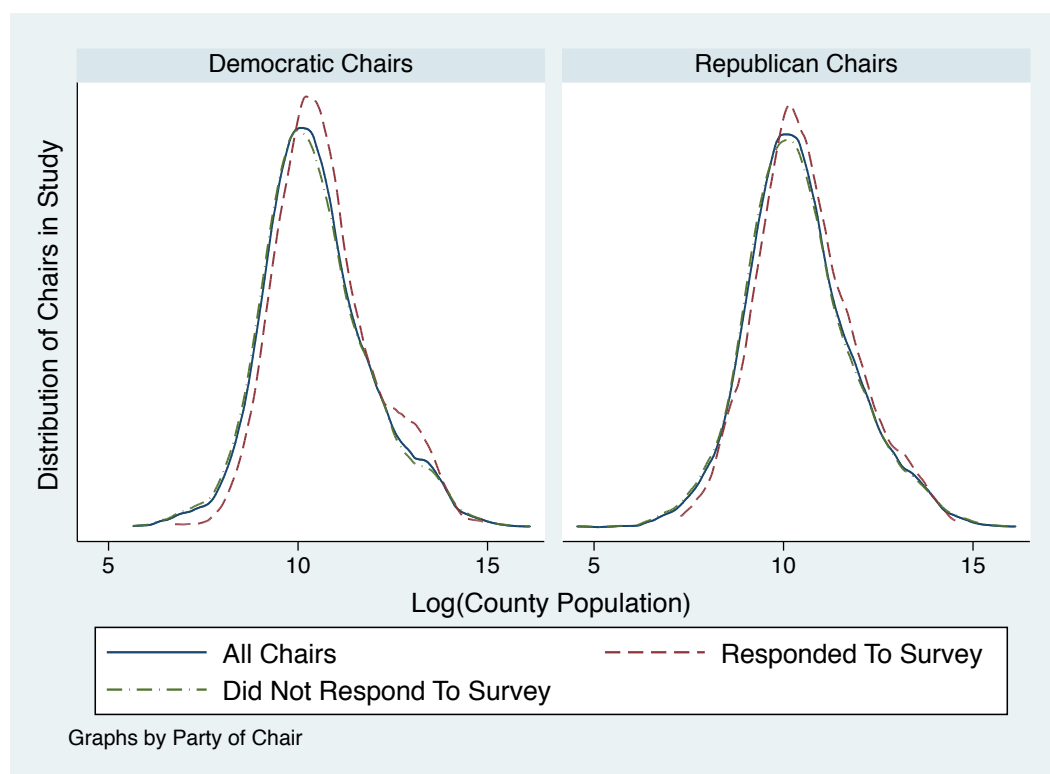 Democratic Chairs
Republican Chairs
Distribution of Chairs in Study
5 10 15
5 10 15
Log(County Population)
All Chairs
Responded To Survey
Did Not Respond To Survey
Graphs by Party of Chair